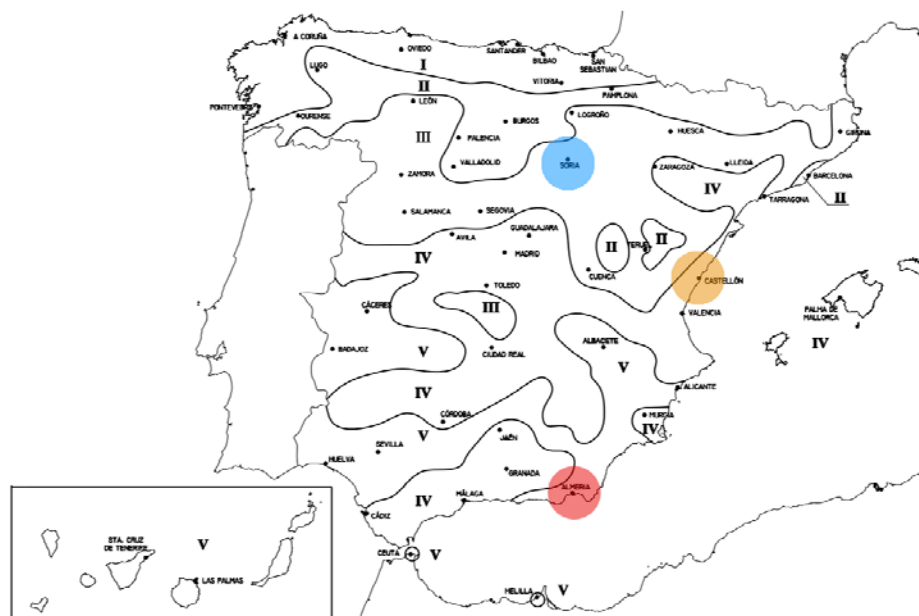 A CORUÑA
OVIEDO
SANTANDER
BILBAO
SAN
SEBASTIAN
LUGO
I
VITORIA
PAMPLONA
II
LEÓN
PONTEVEDRA
OURENSE
BURGOS
LOGROÑO
HUESCA
GIRONA
III
PALENCIA
SORIA
ZARAGOZA
LLEIDA
BARCELONA
VALLADOLID
ZAMORA
IV
II
TARRAGONA
SALAMANCA
SEGOVIA
GUADALAJARA
AVILA
II
TERUEL
II
IV
MADRID
CUENCA
CASTELLÓN
TOLEDO
CÁCERES
III
VALENCIA
PALMA DE
MALLORCA
IV
BADAJOZ
V
CIUDAD REAL
ALBACETE
V
IV
ALICANTE
CÓRDOBA
MURCIA
IV
V
JAÉN
SEVILLA
HUELVA
GRANADA
ALMERIA
IV
MÁLAGA
CÁDIZ
STA. CRUZ
DE TENERIFE
V
LAS PALMAS
CEUTA
V
MELILLA
V